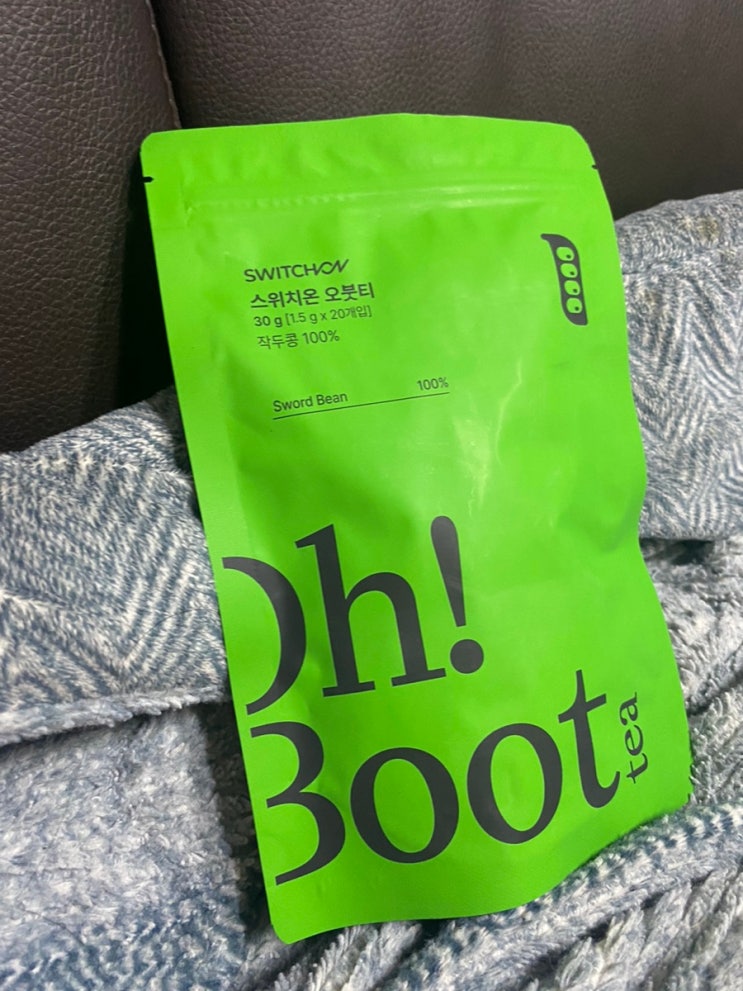 SWITCHON
스위치온 오붓티
30 g [1.5 g x 20개입]
작두콩 100%
Sword Bean 100%
Oh!
Boot
tea